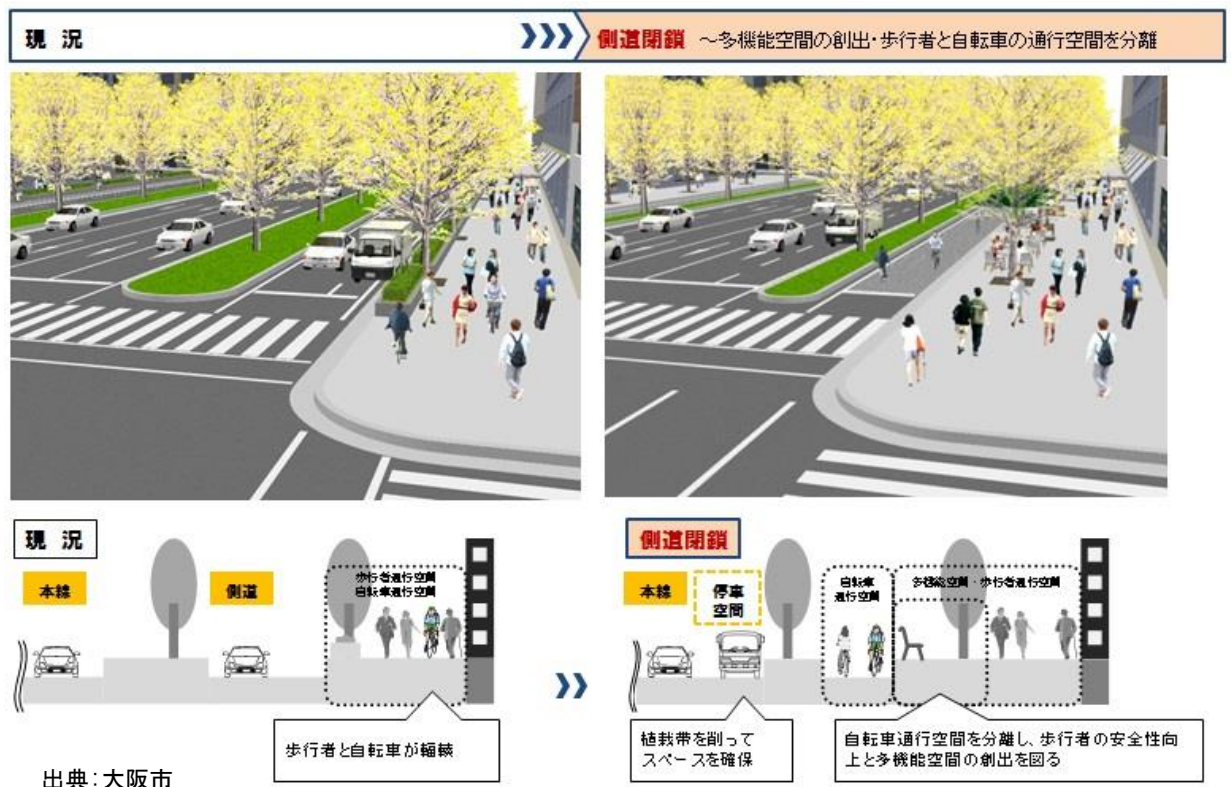 現 況
側道閉鎖 ～多機能空間の創出・歩行者と自転車の通行空間を分離
現 況
本線
側道
歩行者通行空間
自転車通行空間
歩行者と自転車が輻輳
側道閉鎖
本線
停車
空間
自転車
通行空間
多機能空間・歩行者通行空間
植栽帯を削って
スペースを確保
自転車通行空間を分離し、歩行者の安全性向
上と多機能空間の創出を図る
出典：大阪市